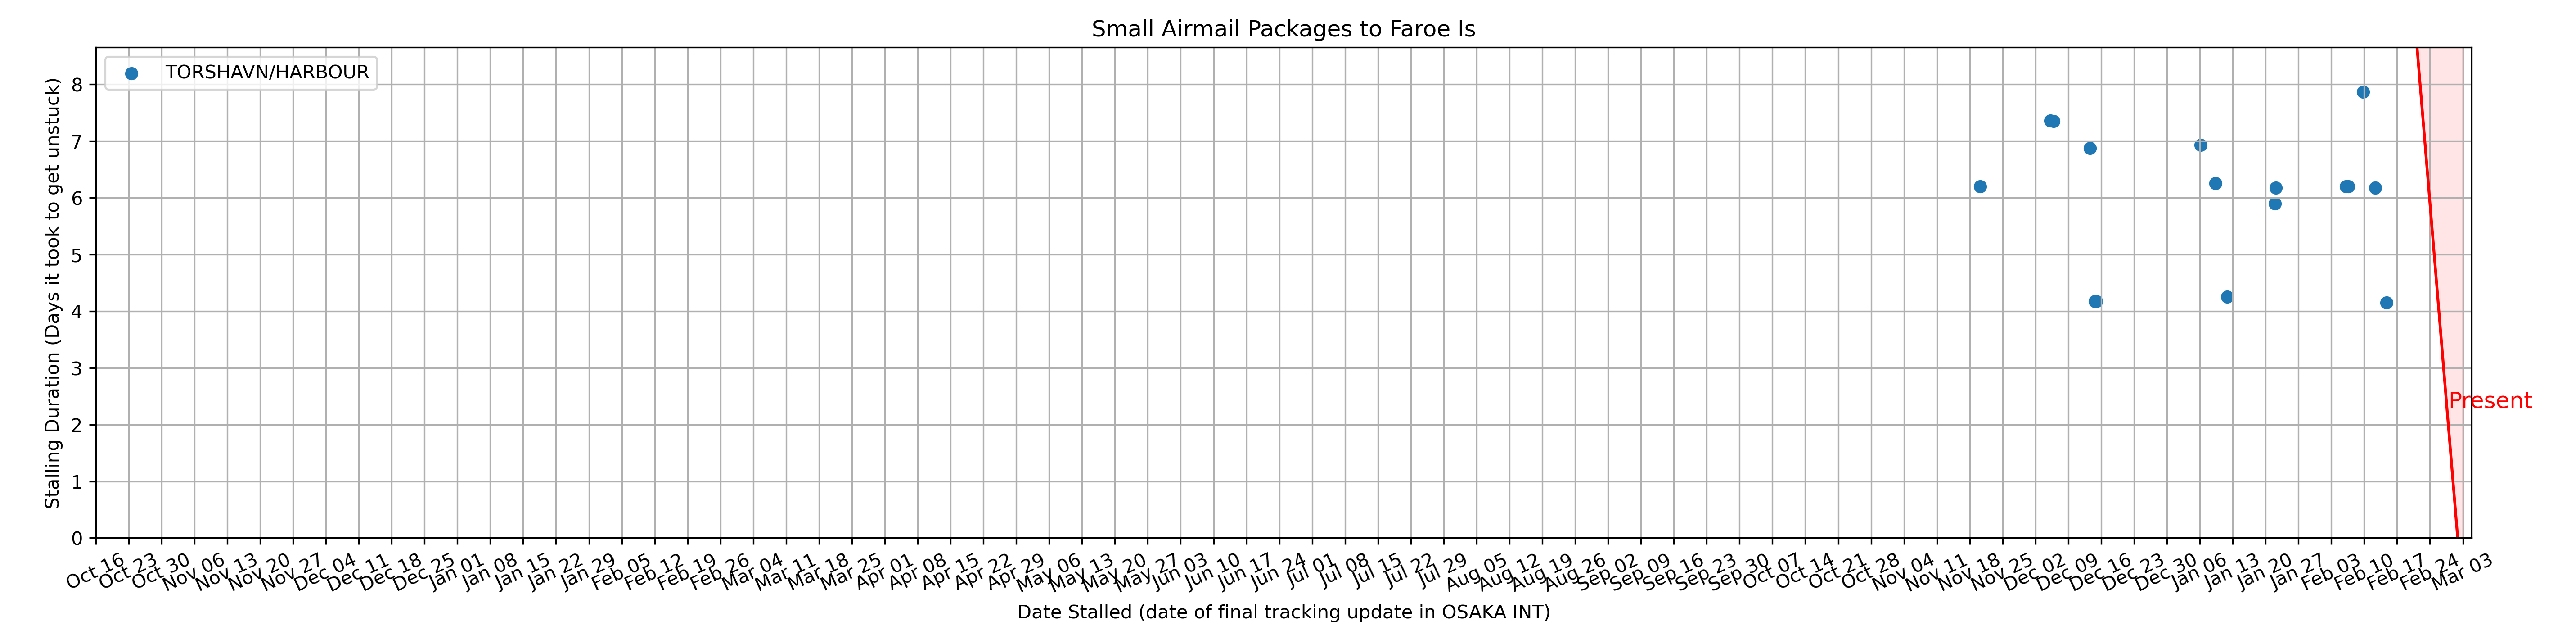 Small Airmail Packages to Faroe Is
TORSHAVN/HARBOUR
Stalling Duration (Days it took to get unstuck)
8
7
6
5
4
3
2
1
0
Present
Oct 16 Oct 23 Oct 30 Nov 06 Nov 13 Nov 20 Nov 27 Dec 04 Dec 11 Dec 18 Dec 25 Jan 01 Jan 08 Jan 15 Jan 22 Jan 29 Feb 05 Feb 12 Feb 19 Feb 26 Mar 04 Mar 11 Mar 18 Mar 25 Apr 01 Apr 08 Apr 15 Apr 22 Apr 29 May 06 May 13 May 20 May 27 Jun 03 Jun 10 Jun 17 Jun 24 Jul 01 Jul 08 Jul 15 Jul 22 Jul 29 Aug 05 Aug 12 Aug 19 Aug 26 Sep 02 Sep 09 Sep 16 Sep 23 Sep 30 Oct 07 Oct 14 Oct 21 Oct 28 Nov 04 Nov 11 Nov 18 Nov 25 Dec 02 Dec 09 Dec 16 Dec 23 Dec 30 Jan 06 Jan 13 Jan 20 Jan 27 Feb 03 Feb 10 Feb 17 Feb 24 Mar 03
Date Stalled (date of final tracking update in OSAKA INT)